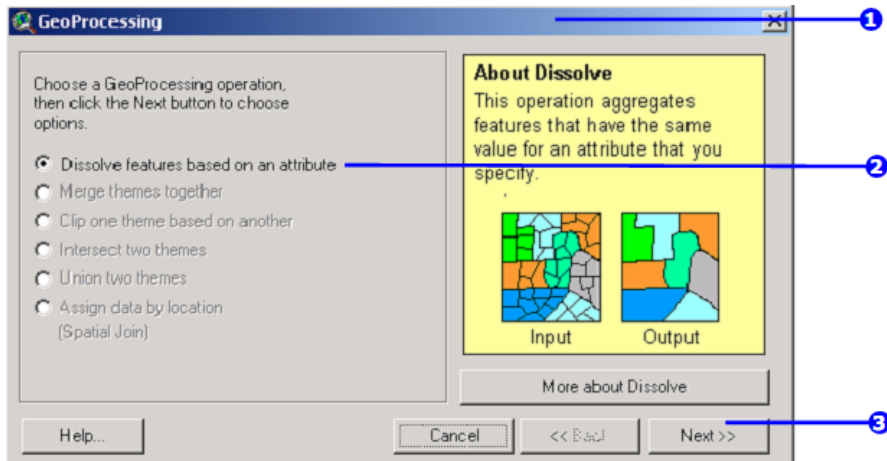 GeoProcessing
1
Choose a GeoProcessing operation,
then click the Next button to choose
options.
Dissolve features based on an attribute
2
Merge themes together
Clip one theme based on another
Intersect two themes
Union two themes
Assign data by location
(Spatial Join)
About Dissolve
This operation aggregates
features that have the same
value for an attribute that you
specify.
Input
Output
More about Dissolve
Help...
Cancel
<< Back
Next >>
3